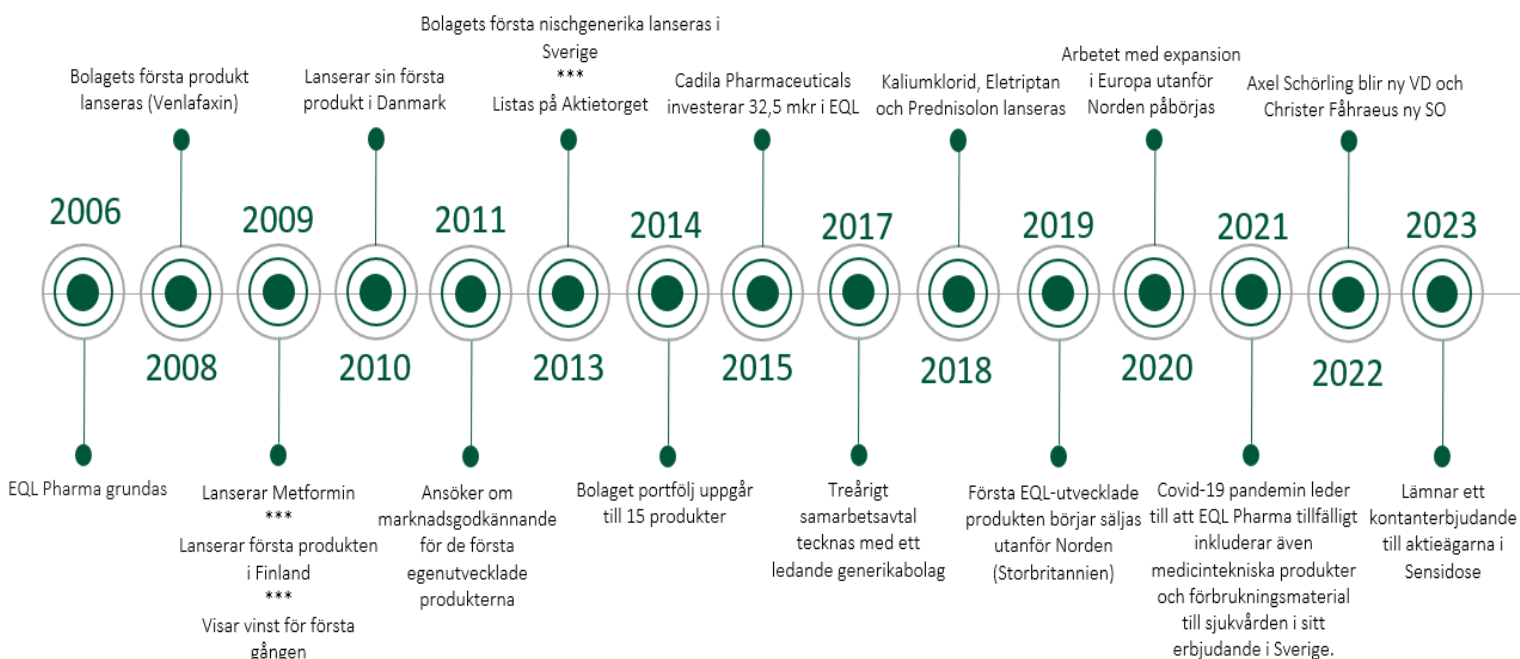 Bolagets första produkt
lanseras (Venlafaxin)
Lanserar sin första
produkt i Danmark
Bolagets första nischgenerika lanseras i
Sverige
***
Listas på Aktietorget
Cadila Pharmaceuticals
investerar 32,5 mkr i EQL
Kaliumklorid, Eletriptan
och Prednisolon lanseras
Arbetet med expansion
i Europa utanför
Norden påbörjas
Axel Schörling blir ny VD och
Christer Fåhraeus ny SO
2006
2009
2011
2014
2017
2019
2021
2023
2008
2010
2013
2015
2018
2020
2022
EQL Pharma grundas
Lanserar Metformin
***
Lanserar första produkten
i Finland
***
Visar vinst för första
gången
Ansöker om
marknadsgodkännande
för de första
egenutvecklade
produkterna
Bolaget portfölj uppgår
till 15 produkter
Treårigt
samarbetsavtal
tecknas med ett
ledande generikabolag
Första EQL-utvecklade
produkten börjar säljas
utanför Norden
(Storbritannien)
Covid-19 pandemin leder
till att EQL Pharma tillfälligt
inkluderar även
medicintekniska produkter
och förbrukningsmaterial
till sjukvården i sitt
erbjudande i Sverige.
Lämnar ett
kontanterbjudande
till aktieägarna i
Sensidose